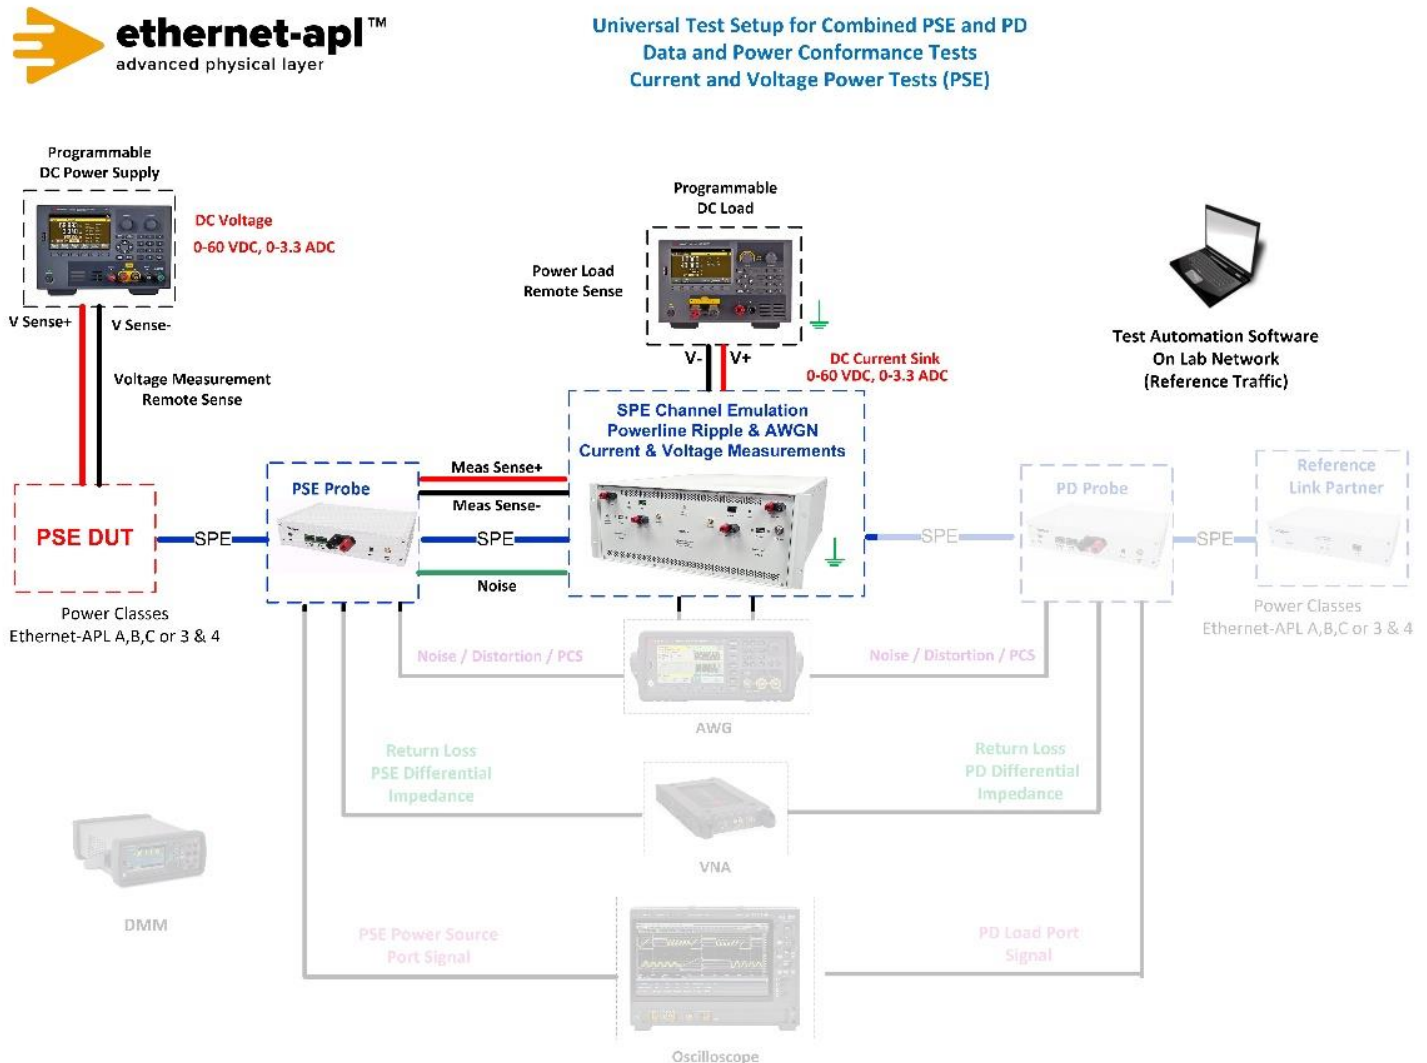 ethernet-apl™
advanced physical layer
Universal Test Setup for Combined PSE and PD
Data and Power Conformance Tests
Current and Voltage Power Tests (PSE)
Programmable
DC Power Supply
DC Voltage
0-60 VDC, 0-3.3 ADC
V Sense+
V Sense-
Voltage Measurement
Remote Sense
Programmable
DC Load
Power Load
Remote Sense
V-
V+
DC Current Sink
0-60 VDC, 0-3.3 ADC
Test Automation Software
On Lab Network
(Reference Traffic)
PSE DUT
SPE
Power Classes
Ethernet-APL A,B,C or 3 & 4
PSE Probe
Meas Sense+
Meas Sense-
SPE
Noise
SPE Channel Emulation
Powerline Ripple & AWGN
Current & Voltage Measurements
SPE
PD Probe
SPE
Reference
Link Partner
Power Classes
Ethernet-APL A,B,C or 3 & 4
Noise / Distortion / PCS
Noise / Distortion / PCS
AWG
Return Loss
PSE Differential
Impedance
Return Loss
PD Differential
Impedance
VNA
DMM
PSE Power Source
Port Signal
PD Load Port
Signal
Oscilloscope